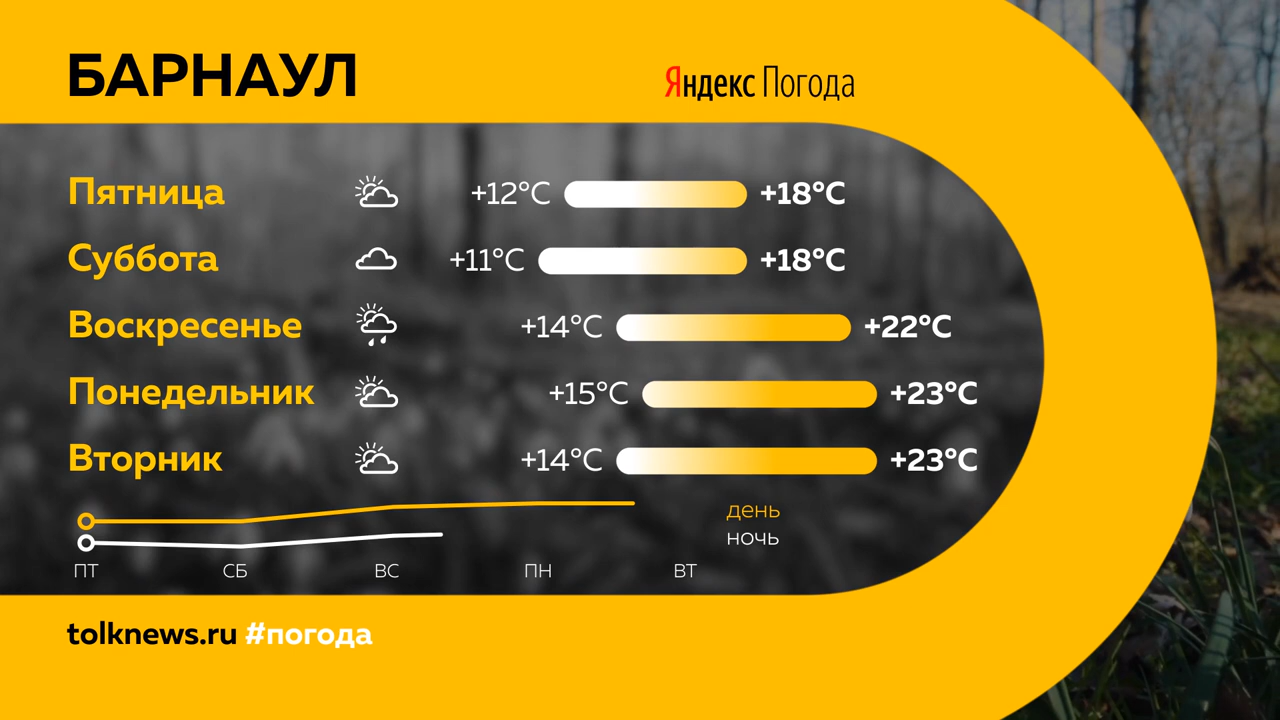 БАРНАУЛ
Яндекс Погода
Пятница +12°C +18°C
Суббота +11°C +18°C
Воскресенье +14°C +22°C
Понедельник +15°C +23°C
Вторник +14°C +23°C
день
ночь
ПТ СБ ВС ПН ВТ
tolknews.ru #погода